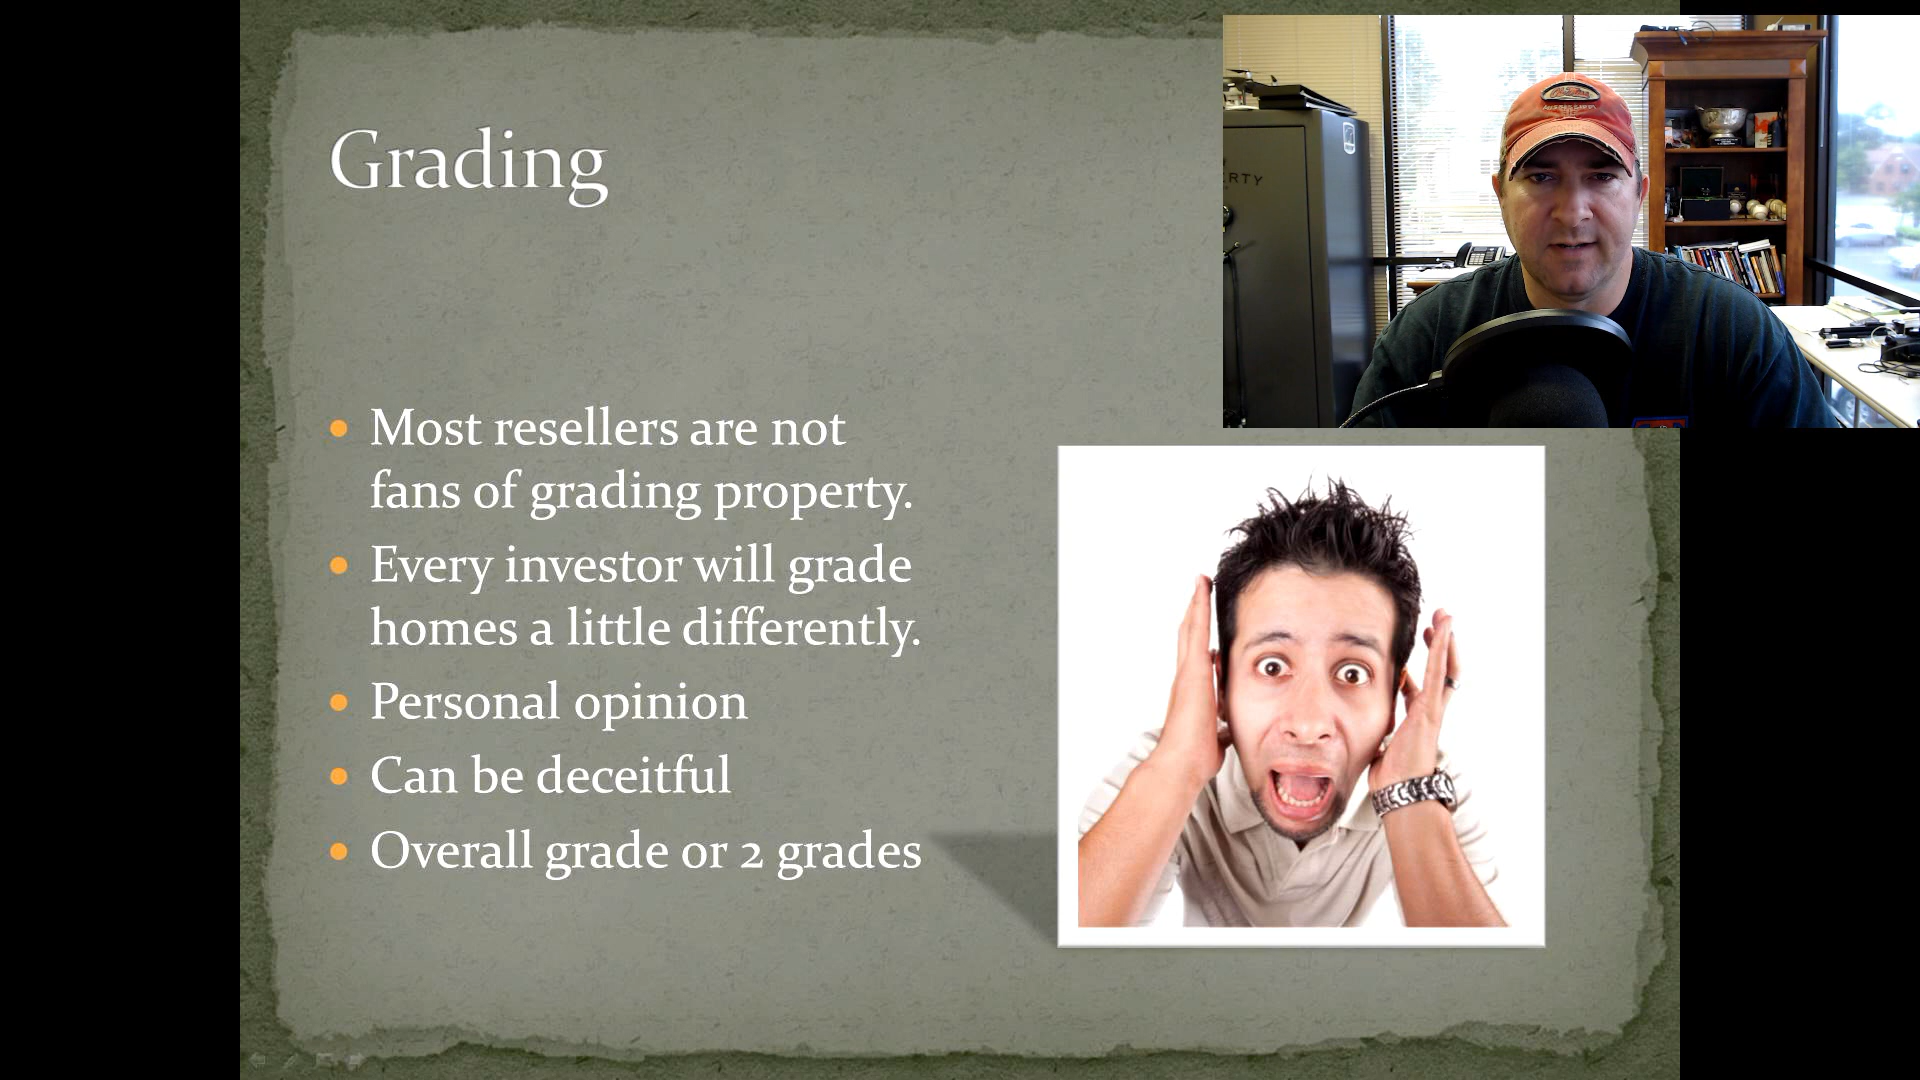 Grading
Most resellers are not
fans of grading property.
Every investor will grade
homes a little differently.
Personal opinion
Can be deceitful
Overall grade or 2 grades
ERTY